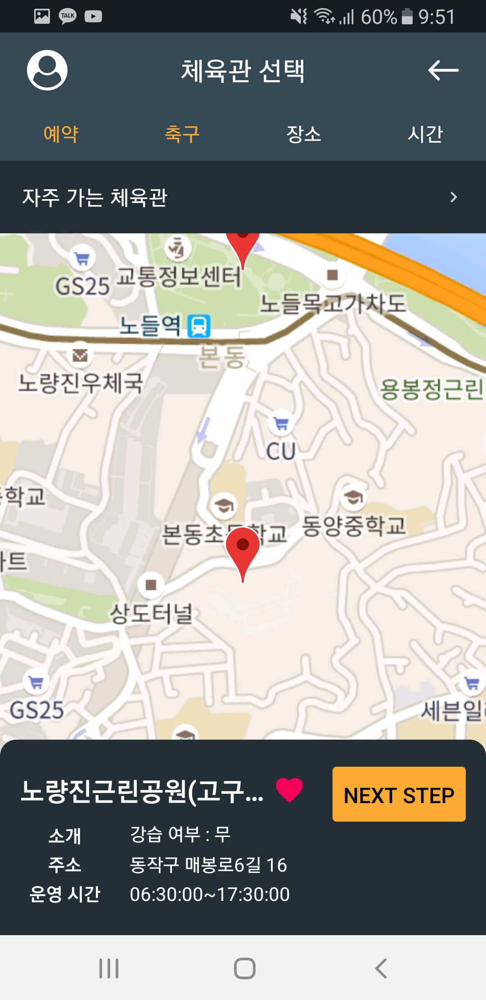 TALK
60%
9:51
체육관 선택
예약
축구
장소
시간
자주 가는 체육관
GS25
교통정보센터
노들목고가차도
노들역
본동
노량진우체국
용봉정근린
CU
학교
본동초등학교
동양중학교
트
상도터널
GS25
세븐일
노량진근린공원(고구...
NEXT STEP
소개
강습 여부 : 무
주소
동작구 매봉로6길 16
운영 시간
06:30:00~17:30:00